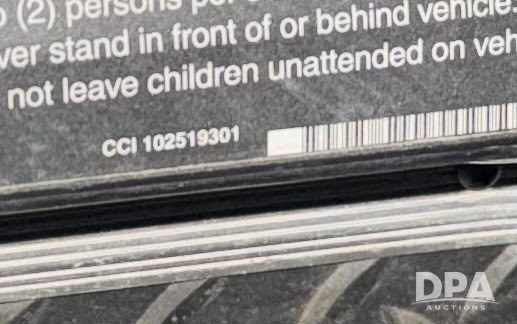 (2) persons
ver stand in front of or behind vehicle.
not leave children unattended on veh
CCI 102519301
DPA
AUCTIONS